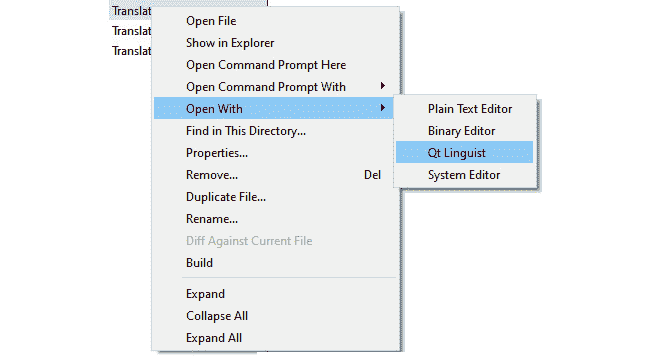 Translat
Translat
Translat
Open File
Show in Explorer
Open Command Prompt Here
Open Command Prompt With
Open With
Find in This Directory...
Properties...
Remove... Del
Duplicate File...
Rename...
Diff Against Current File
Build
Expand
Collapse All
Expand All
Plain Text Editor
Binary Editor
Qt Linguist
System Editor